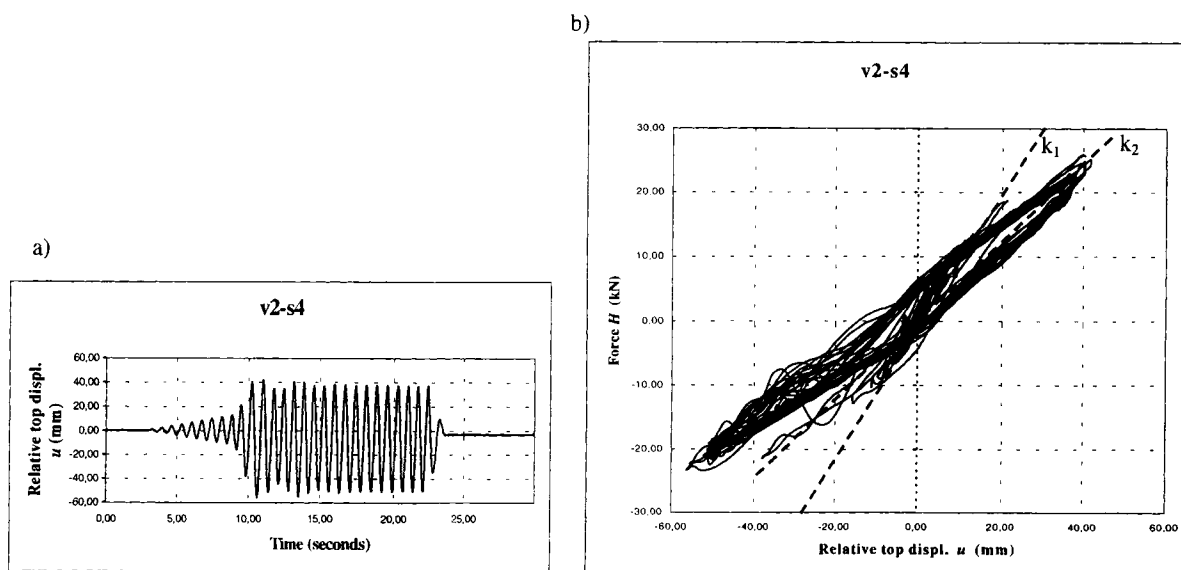 a)
v2-s4
Relative top displ.
u (mm)
60,00
40,00
20,00
0,00
-20,00
-40,00
-60,00
0,00 5,00 10,00 15,00 20,00 25,00
Time (seconds)
b)
v2-s4
Force H (kN)
30.00
20.00
10.00
0.00
-10.00
-20.00
-30.00
k1
k2
-60,00 -40,00 -20,00 0,00 20,00 40,00 60,00
Relative top displ. u (mm)